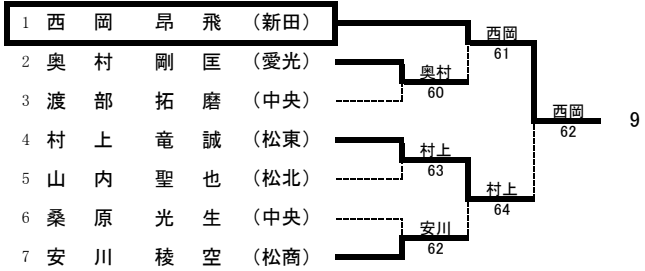 1 西 岡 昂 飛 (新田)
2 奥 村 剛 匡 (愛光)
3 渡 部 拓 磨 (中央)
4 村 上 竜 誠 (松東)
5 山 内 聖 也 (松北)
6 桑 原 光 生 (中央)
7 安 川 稜 空 (松商)
奥村
60
村上
63
安川
62
西岡
61
村上
64
西岡
62
9